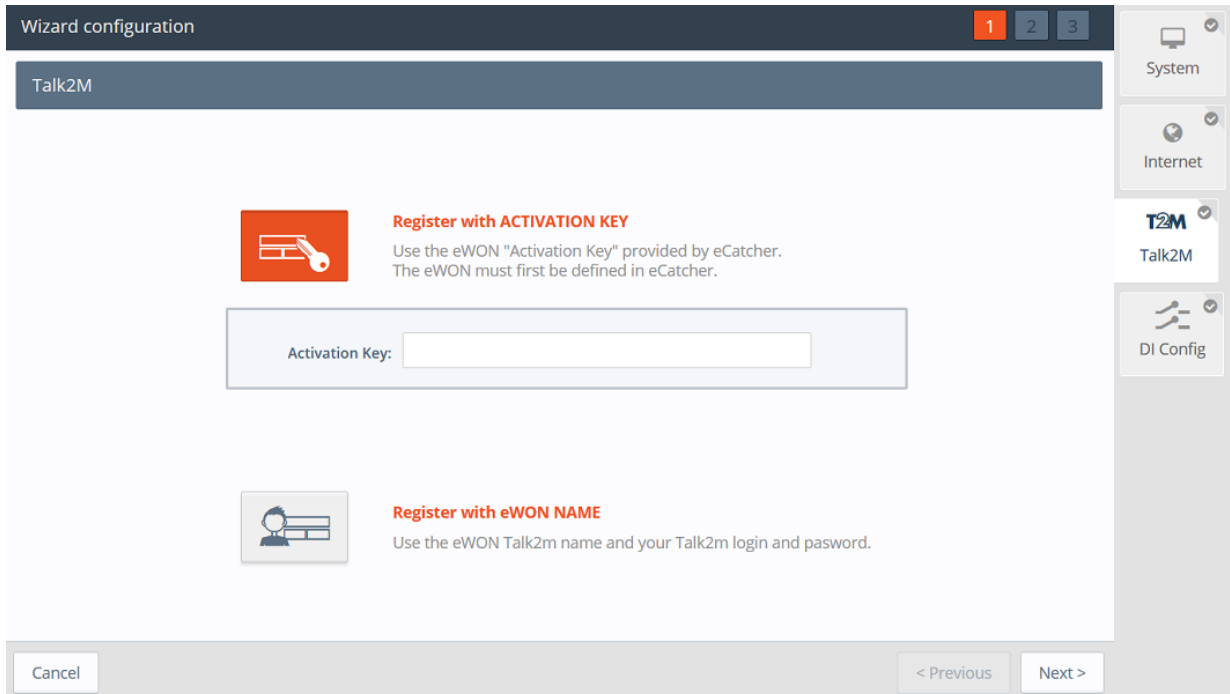 Wizard configuration
1 2 3
System
Talk2M
Internet
Register with ACTIVATION KEY
Use the eWON "Activation Key" provided by eCatcher.
The eWON must first be defined in eCatcher.
T2M
Talk2M
Activation Key:
DI Config
Register with eWON NAME
Use the eWON Talk2m name and your Talk2m login and pasword.
Cancel
< Previous
Next >